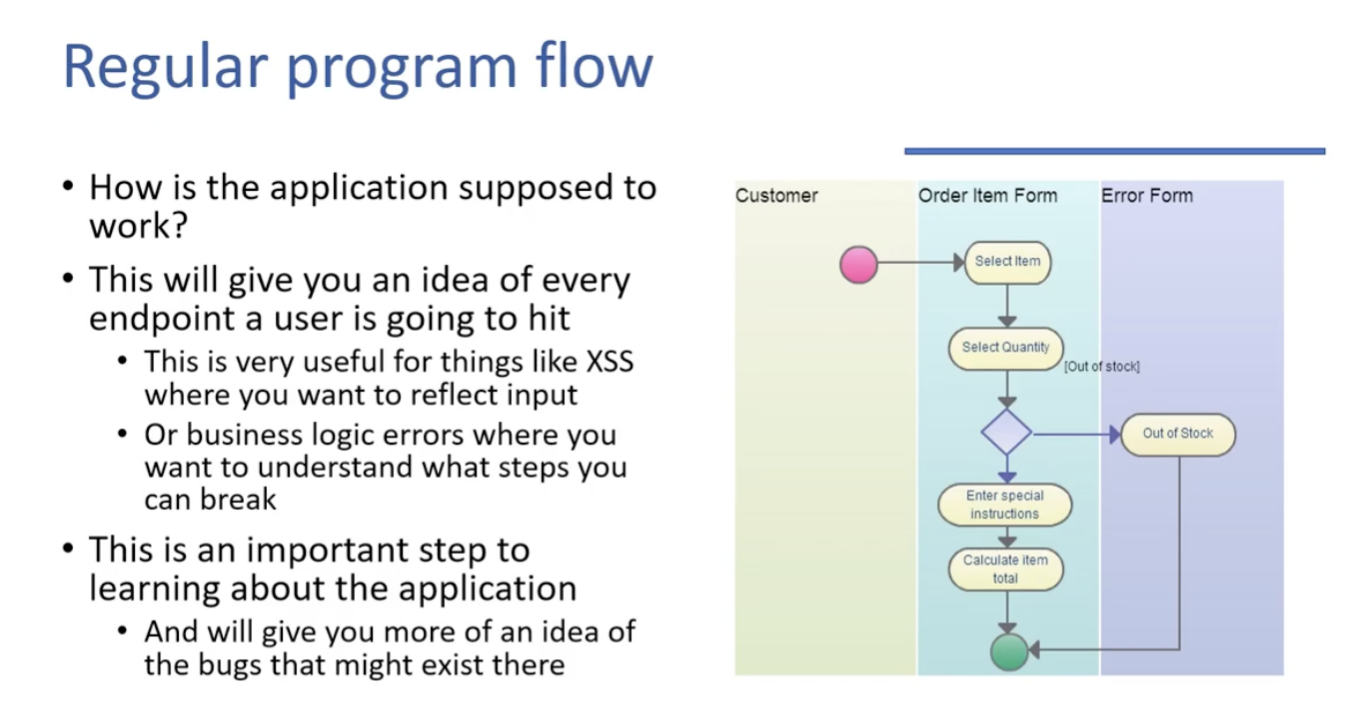 Regular program flow
• How is the application supposed to
work?
• This will give you an idea of every
endpoint a user is going to hit
• This is very useful for things like XSS
where you want to reflect input
• Or business logic errors where you
want to understand what steps you
can break
• This is an important step to
learning about the application
• And will give you more of an idea of
the bugs that might exist there
Customer
Order Item Form
Error Form
Select Item
Select Quantity
[Out of stock]
Out of Stock
Enter special
instructions
Calculate item
total